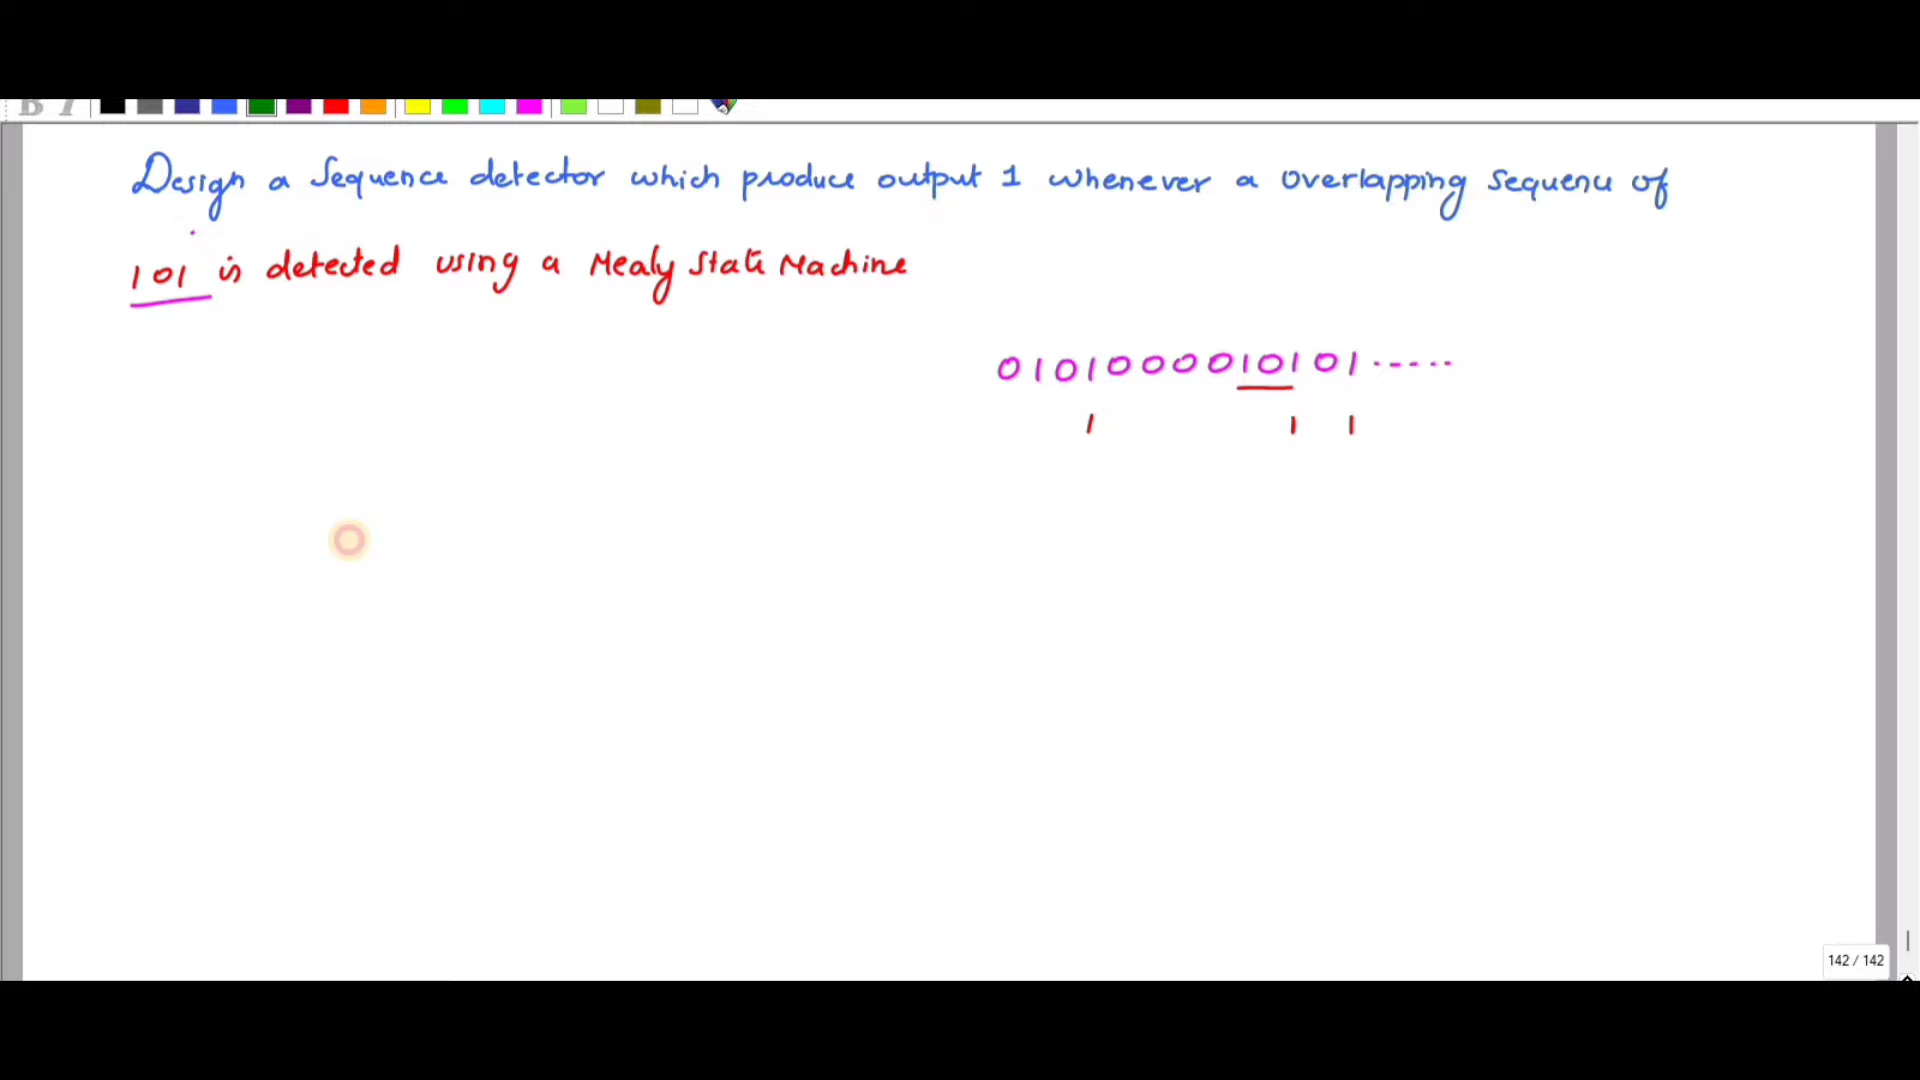 B I
Design a Sequence detector which produce output 1 whenever a overlapping sequence of
101 is detected using a Mealy State Machine
0101000010101.....
1 1 1
142 / 142